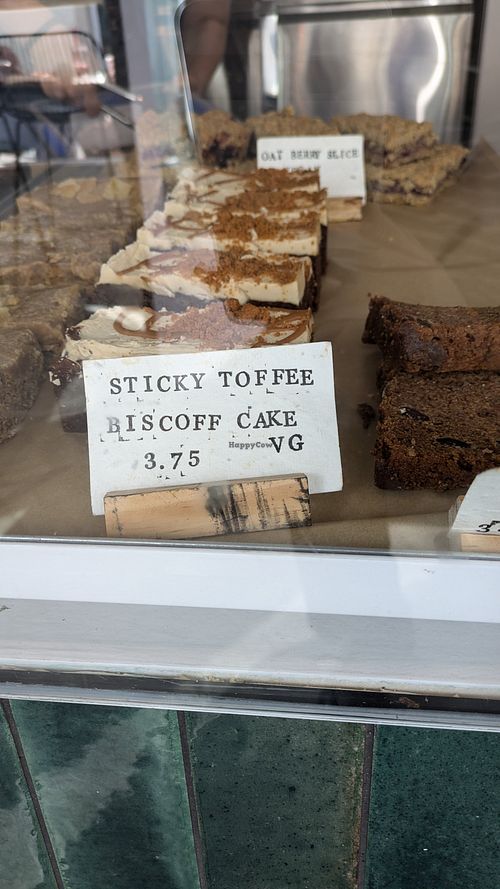 OAT BERRY SLICE
STICKY TOFFEE
BISCOFF CAKE
HappyCow VG
3.75